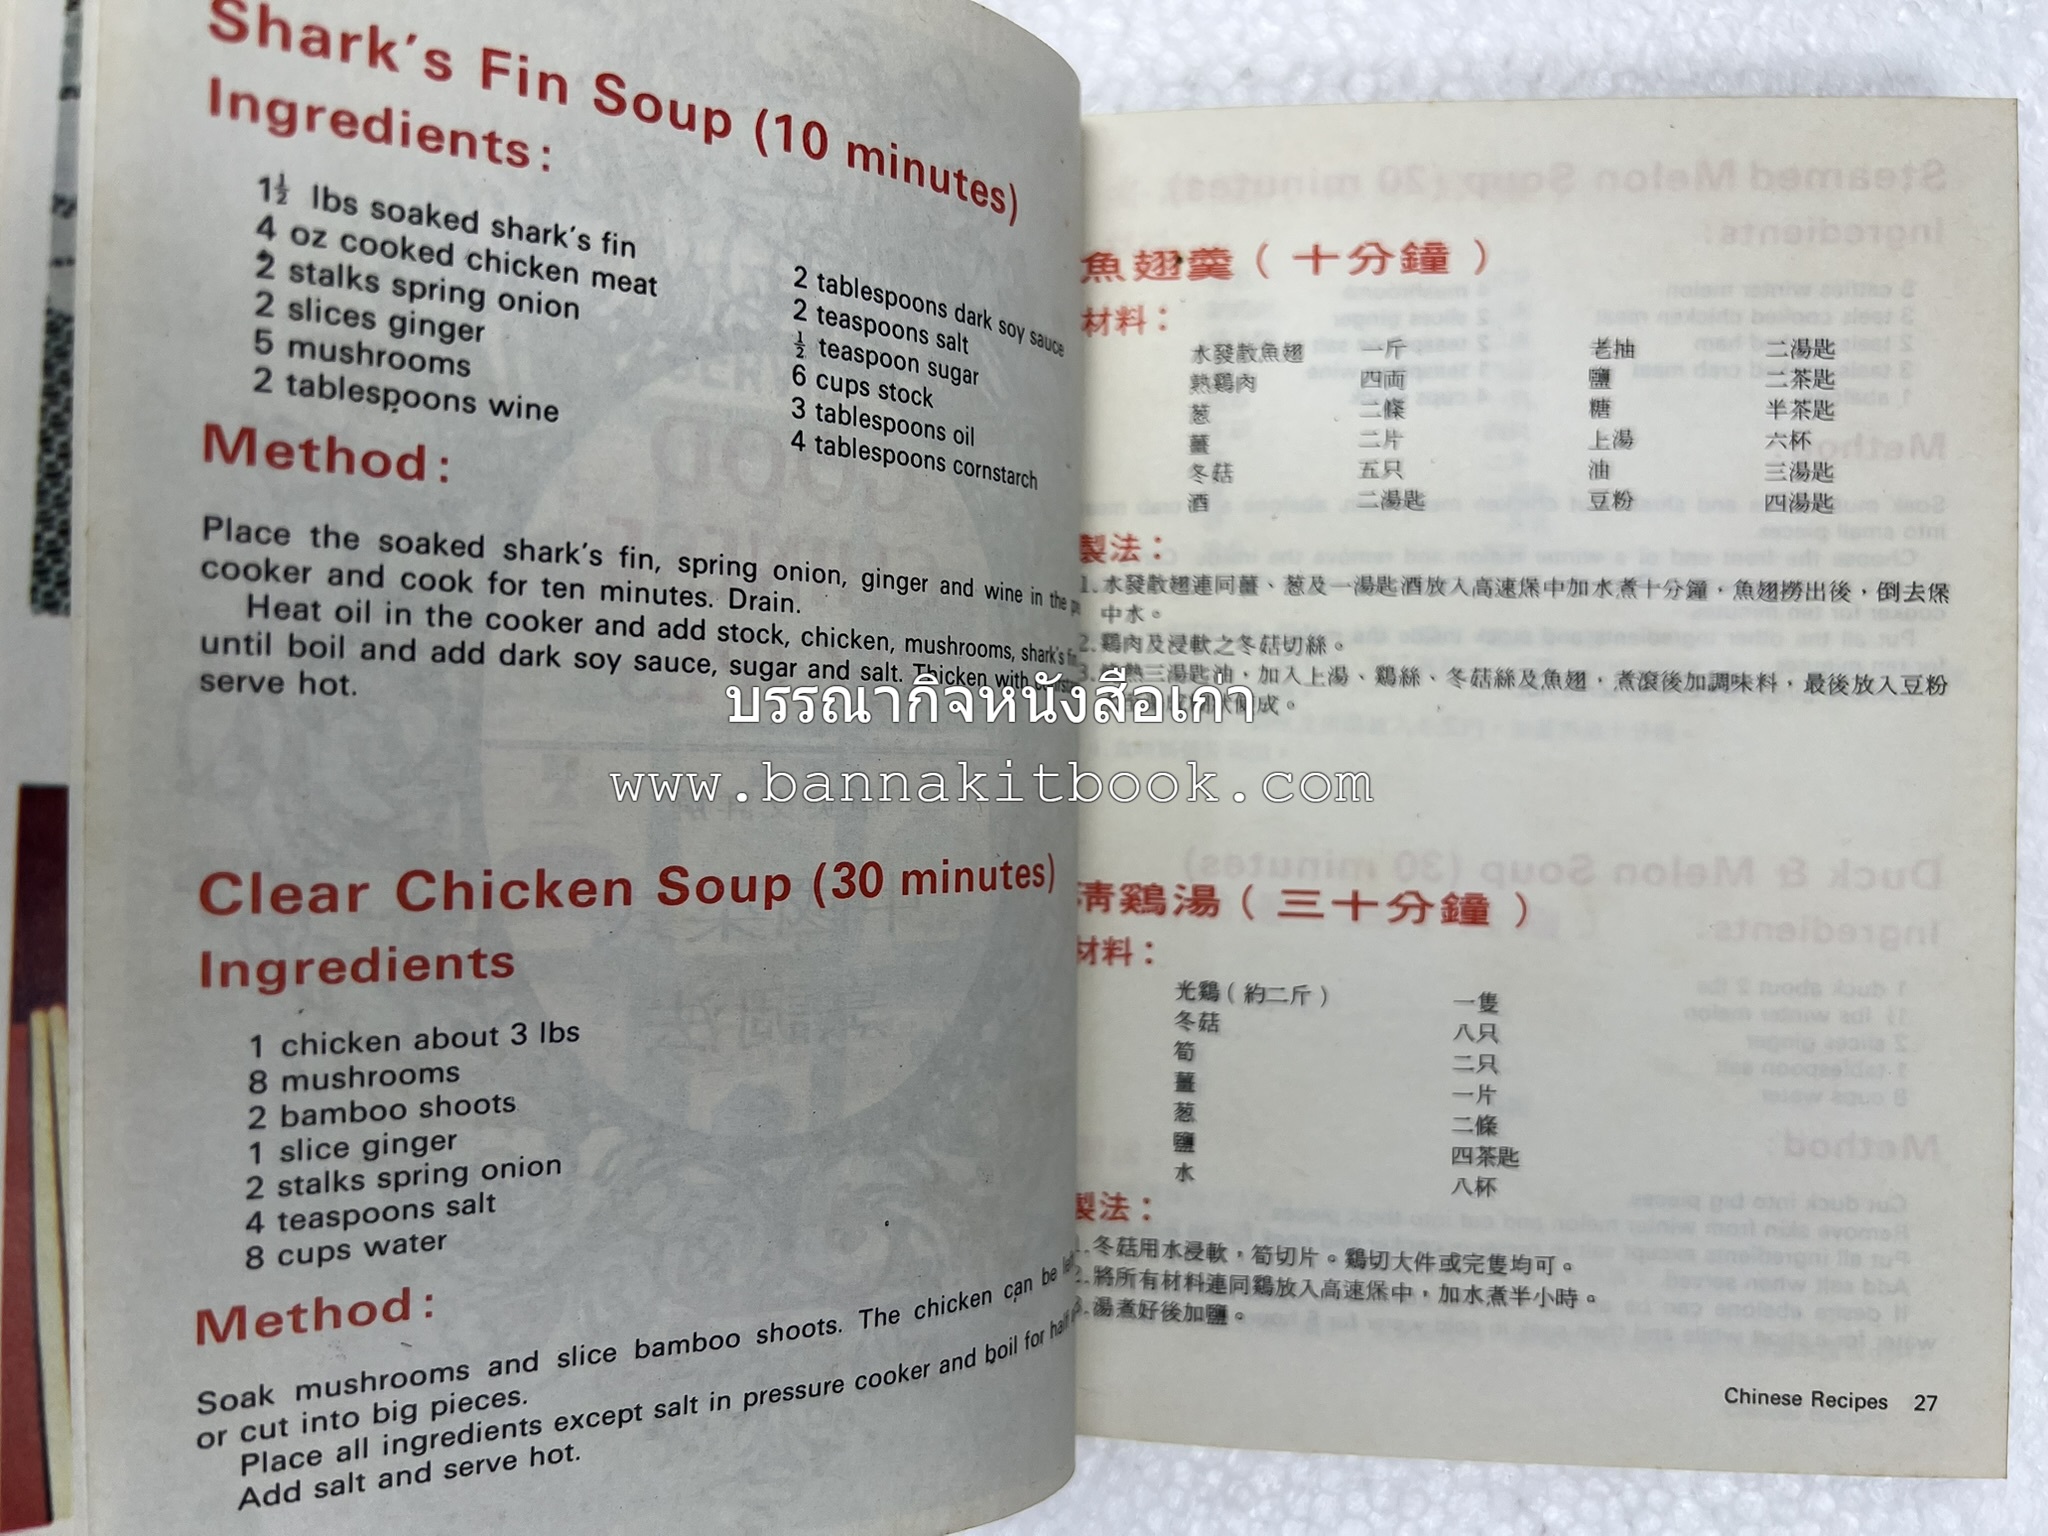 Shark's Fin Soup (10 minutes)
Ingredients:
1½ lbs soaked shark's fin
4 oz cooked chicken meat
2 stalks spring onion
2 slices ginger
5 mushrooms
2 tablespoons wine
2 tablespoons dark soy sauce
2 teaspoons salt
½ teaspoon sugar
6 cups stock
3 tablespoons oil
4 tablespoons cornstarch
Method:
Place the soaked shark's fin, spring onion, ginger and wine in the
cooker and cook for ten minutes. Drain.
Heat oil in the cooker and add stock, chicken, mushrooms, shark's fin
until boil and add dark soy sauce, sugar and salt. Thicken with
serve hot.
Clear Chicken Soup (30 minutes)
Ingredients
1 chicken about 3 lbs
8 mushrooms
2 bamboo shoots
1 slice ginger
2 stalks spring onion
4 teaspoons salt
8 cups water
Method:
Soak mushrooms and slice bamboo shoots. The chicken can be
or cut into big pieces.
Place all ingredients except salt in pressure cooker and boil for half
Add salt and serve hot.
魚翅羹（十分鐘）
材料：
水發散魚翅 一斤 老抽 二湯匙
熟鷄肉 四両 鹽 二茶匙
葱 二條 糖 半茶匙
薑 二片 上湯 六杯
冬菇 五只 油 三湯匙
酒 二湯匙 豆粉 四湯匙
製法：
1.水發散翅連同薑、葱及一湯匙酒放入高速煲中加水煮十分鐘，魚翅撈出後，倒去煲
中水。
2.鷄肉及浸軟之冬菇切絲。
3. 熱三湯匙油，加入上湯、鷄絲、冬菇絲及魚翅，煮滾後加調味料，最後放入豆粉
成。
บรรณากิจหนังสือเก่า
www.bannakitbook.com
清鷄湯（三十分鐘）
材料：
光鷄（約二斤） 一隻
冬菇 八只
筍 二只
薑 一片
葱 二條
鹽 四茶匙
水 八杯
製法：
1.冬菇用水浸軟，筍切片。鷄切大件或完隻均可。
2.將所有材料連同鷄放入高速煲中，加水煮半小時。
3.湯煮好後加鹽。
Chinese Recipes 27